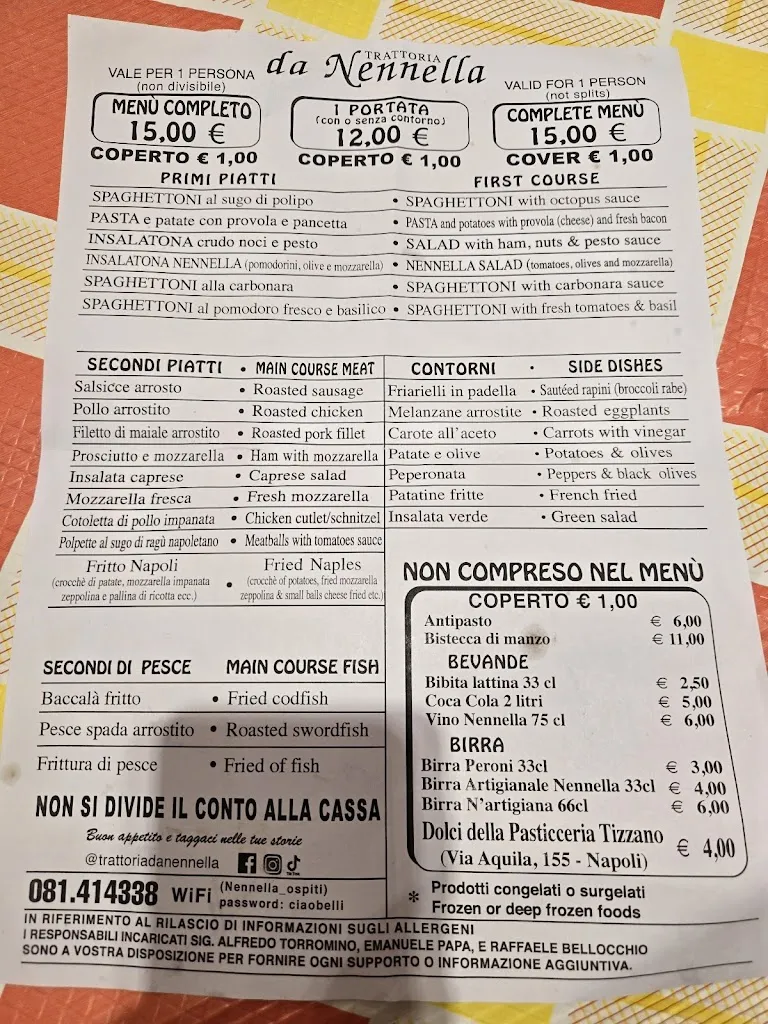 TRATTORIA
da Nennella
VALE PER 1 PERSONA
(non divisibile)
MENÙ COMPLETO
15,00 €
COPERTO € 1,00
1 PORTATA
(con o senza contorno)
12,00 €
COPERTO € 1,00
VALID FOR 1 PERSON
(not splits)
COMPLETE MENÙ
15,00 €
COVER € 1,00
PRIMI PIATTI FIRST COURSE
SPAGHETTONI al sugo di polipo • SPAGHETTONI with octopus sauce
PASTA e patate con provola e pancetta • PASTA and potatoes with provola (cheese) and fresh bacon
INSALATONA crudo noci e pesto • SALAD with ham, nuts & pesto sauce
INSALATONA NENNELLA (pomodorini, olive e mozzarella) • NENNELLA SALAD (tomatoes, olives and mozzarella)
SPAGHETTONI alla carbonara • SPAGHETTONI with carbonara sauce
SPAGHETTONI al pomodoro fresco e basilico • SPAGHETTONI with fresh tomatoes & basil
SECONDI PIATTI • MAIN COURSE MEAT
Salsicce arrosto • Roasted sausage
Pollo arrostito • Roasted chicken
Filetto di maiale arrostito • Roasted pork fillet
Prosciutto e mozzarella • Ham with mozzarella
Insalata caprese • Caprese salad
Mozzarella fresca • Fresh mozzarella
Cotoletta di pollo impanata • Chicken cutlet/schnitzel
Polpette al sugo di ragù napoletano • Meatballs with tomatoes sauce
Fritto Napoli • Fried Naples
(crocchè di patate, mozzarella impanata (crocchè of potatoes, fried mozzarella
zeppolina e pallina di ricotta ecc.) zeppolina & small balls cheese fried etc.)
CONTORNI • SIDE DISHES
Friarielli in padella • Sautéed rapini (broccoli rabe)
Melanzane arrostite • Roasted eggplants
Carote all'aceto • Carrots with vinegar
Patate e olive • Potatoes & olives
Peperonata • Peppers & black olives
Patatine fritte • French fried
Insalata verde • Green salad
SECONDI DI PESCE MAIN COURSE FISH
Baccalà fritto • Fried codfish
Pesce spada arrostito • Roasted swordfish
Frittura di pesce • Fried of fish
NON SI DIVIDE IL CONTO ALLA CASSA
Buon appetito e taggaci nelle tue storie
@trattoriadanennella
TikTok
081.414338 WiFi (Nennella_ospiti)
password: ciaobelli
NON COMPRESO NEL MENÙ
COPERTO € 1,00
Antipasto € 6,00
Bistecca di manzo € 11,00
BEVANDE
Bibita lattina 33 cl € 2,50
Coca Cola 2 litri € 5,00
Vino Nennella 75 cl € 6,00
BIRRA
Birra Peroni 33cl € 3,00
Birra Artigianale Nennella 33cl € 4,00
Birra N'artigiana 66cl € 6,00
Dolci della Pasticceria Tizzano € 4,00
(Via Aquila, 155 - Napoli)
* Prodotti congelati o surgelati
Frozen or deep frozen foods
IN RIFERIMENTO AL RILASCIO DI INFORMAZIONI SUGLI ALLERGENI
I RESPONSABILI INCARICATI SIG. ALFREDO TORROMINO, EMANUELE PAPA, E RAFFAELE BELLOCCHIO
SONO A VOSTRA DISPOSIZIONE PER FORNIRE OGNI SUPPORTO O INFORMAZIONE AGGIUNTIVA.